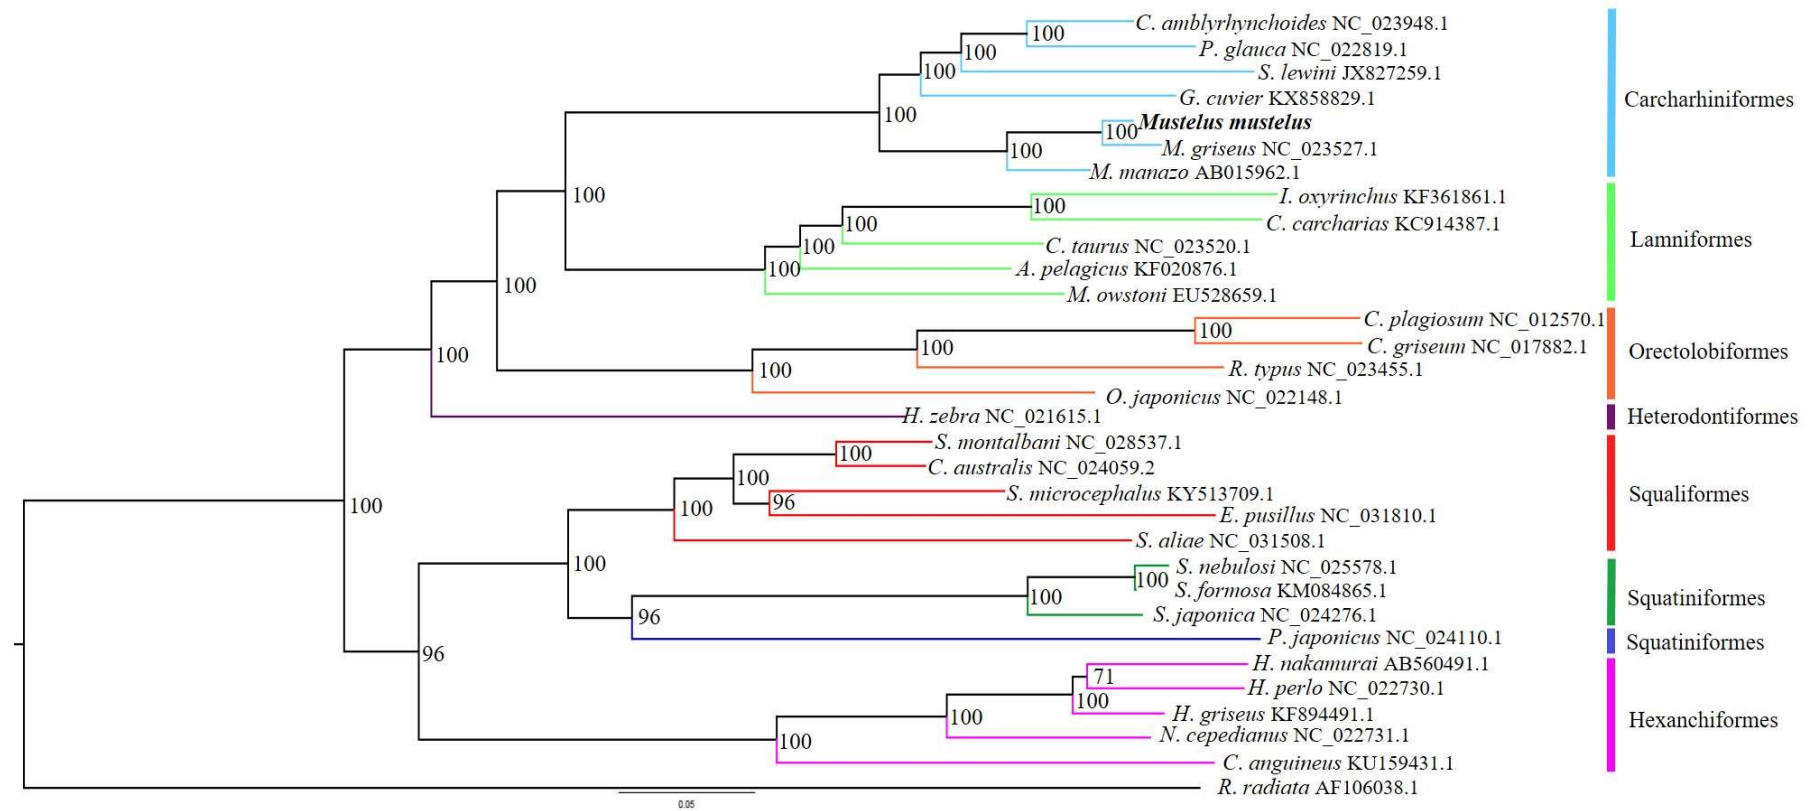 C. amblyrhynchoides NC_023948.1
100
P. glauca NC_022819.1
100
S. lewini JX827259.1
100
G. cuvier KX858829.1
Carcharhiniformes
100
Mustelus mustelus
100
M. griseus NC_023527.1
100
M. manazo AB015962.1
100
I. oxyrinchus KF361861.1
100
C. carcharias KC914387.1
100
Lamniformes
C. taurus NC_023520.1
100
A. pelagicus KF020876.1
100
M. owstoni EU528659.1
100
C. plagiosum NC_012570.1
100
C. griseum NC_017882.1
100
Orectolobiformes
100
R. typus NC_023455.1
100
O. japonicus NC_022148.1
H. zebra NC_021615.1
Heterodontiformes
S. montalbani NC_028537.1
100
C. australis NC_024059.2
100
S. microcephalus KY513709.1
Squaliformes
96
100
100
E. pusillus NC_031810.1
S. aliae NC_031508.1
100
S. nebulosi NC_025578.1
100
S. formosa KM084865.1
100
Squatiniformes
S. japonica NC_024276.1
96
P. japonicus NC_024110.1
Squatiniformes
96
H. nakamurai AB560491.1
71
H. perlo NC_022730.1
100
H. griseus KF894491.1
100
Hexanchiformes
N. cepedianus NC_022731.1
100
C. anguineus KU159431.1
R. radiata AF106038.1
0.05